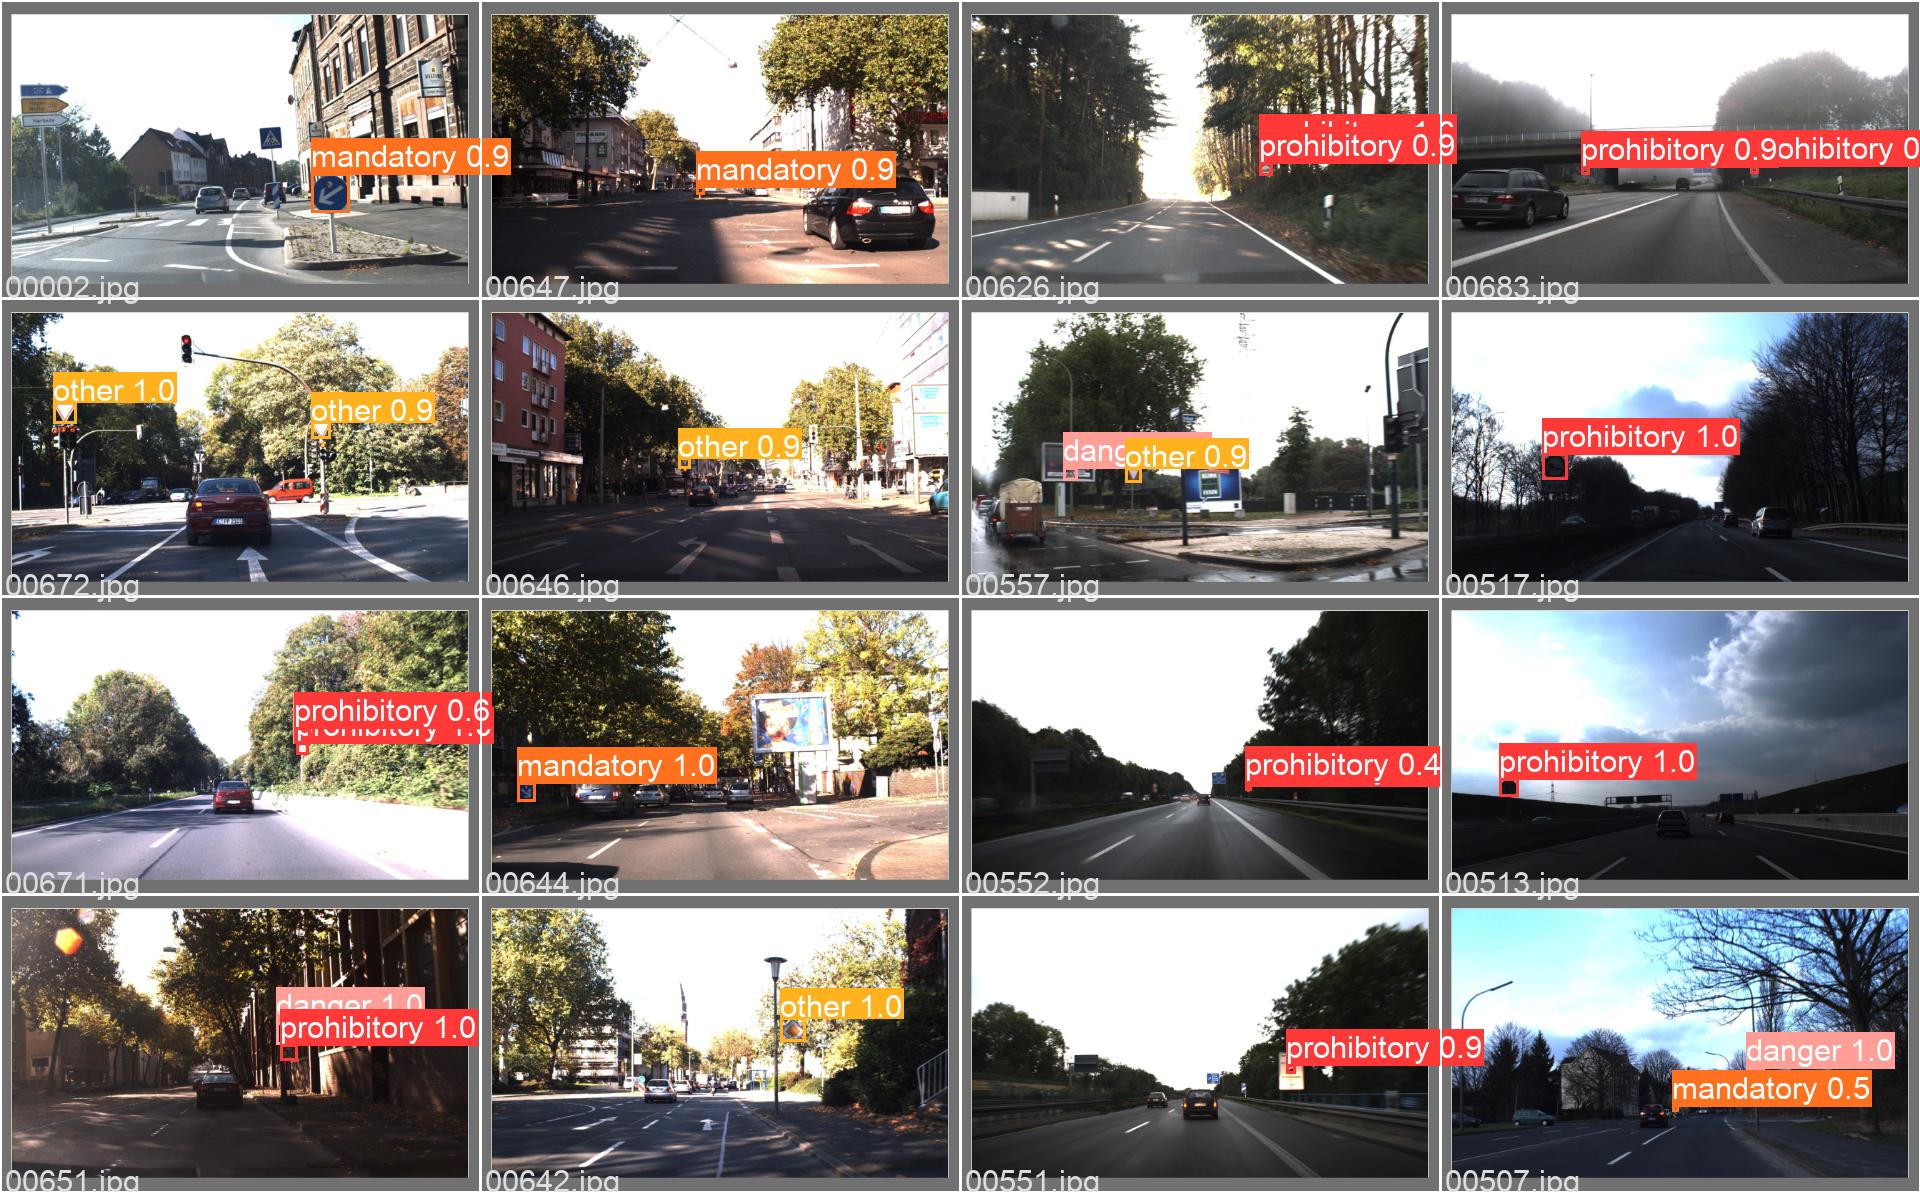 mandatory 0.9
00002.jpg
mandatory 0.9
00647.jpg
prohibitory 0.9
00626.jpg
prohibitory 0.9
ohibitory 0
00683.jpg
other 1.0
other 0.9
00672.jpg
other 0.9
00646.jpg
dang
other 0.9
00557.jpg
prohibitory 1.0
00517.jpg
prohibitory 0.6
00671.jpg
mandatory 1.0
00644.jpg
prohibitory 0.4
00552.jpg
prohibitory 1.0
00513.jpg
danger 1.0
prohibitory 1.0
00651.jpg
other 1.0
00642.jpg
prohibitory 0.9
00551.jpg
danger 1.0
mandatory 0.5
00507.jpg